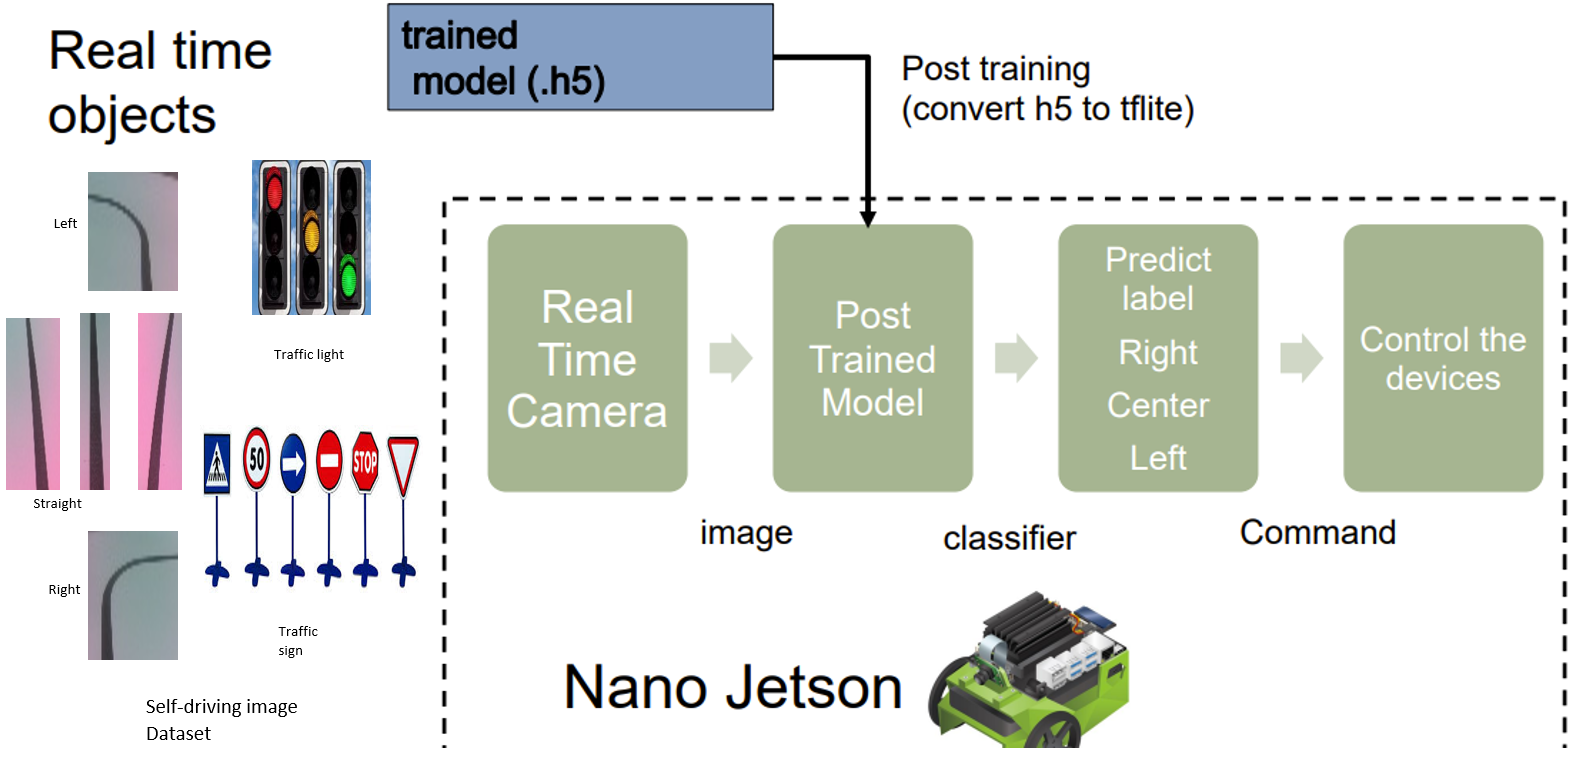 Real time
objects
trained
model (.h5)
Post training
(convert h5 to tflite)
Left
Traffic light
Straight
50
STOP
Right
Traffic
sign
Self-driving image
Dataset
Real
Time
Camera
Post
Trained
Model
Predict
label
Right
Center
Left
Control the
devices
image
classifier
Command
Nano Jetson